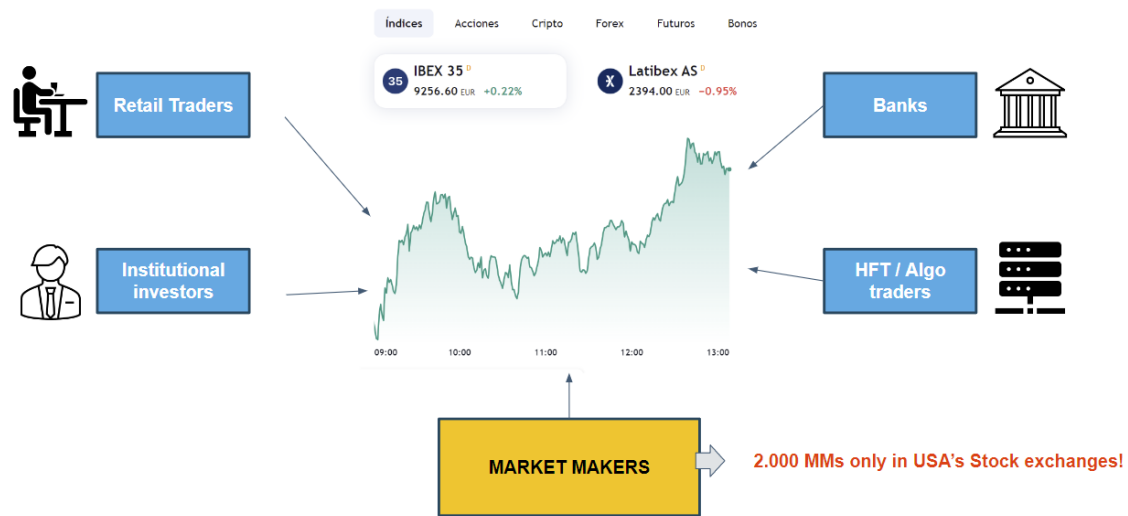 Índices Acciones Cripto Forex Futuros Bonos
35 IBEX 35 D
9256.60 EUR +0.22%
Latibex AS D
2394.00 EUR −0.95%
Retail Traders
Banks
Institutional
investors
HFT / Algo
traders
09:00 10:00 11:00 12:00 13:00
MARKET MAKERS
2.000 MMs only in USA's Stock exchanges!